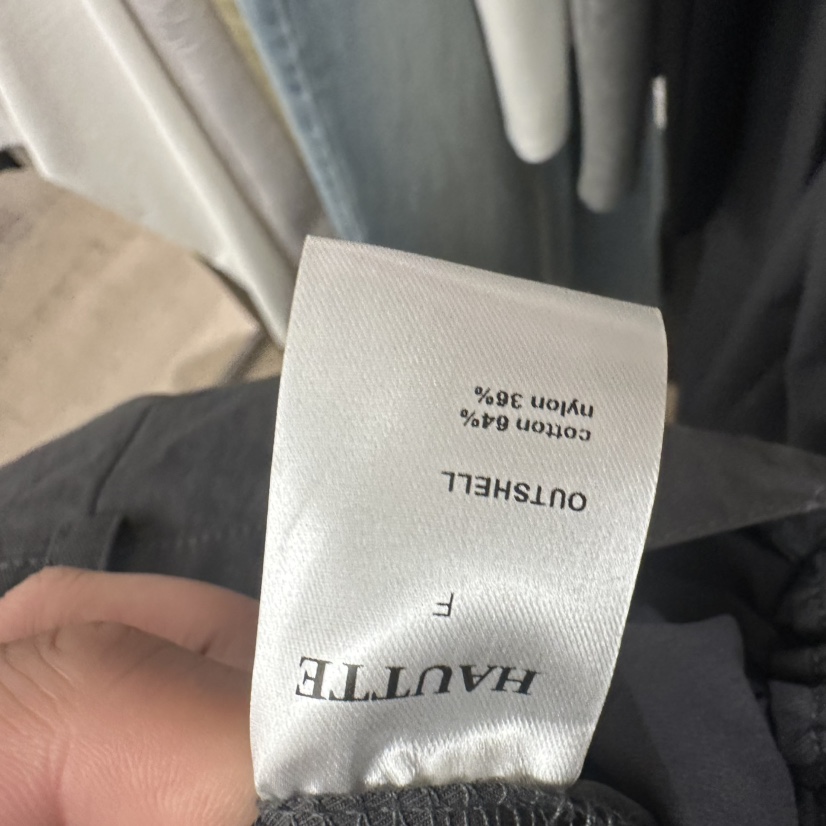 HAUTTE
F
OUTSHELL
cotton 64%
nylon 36%